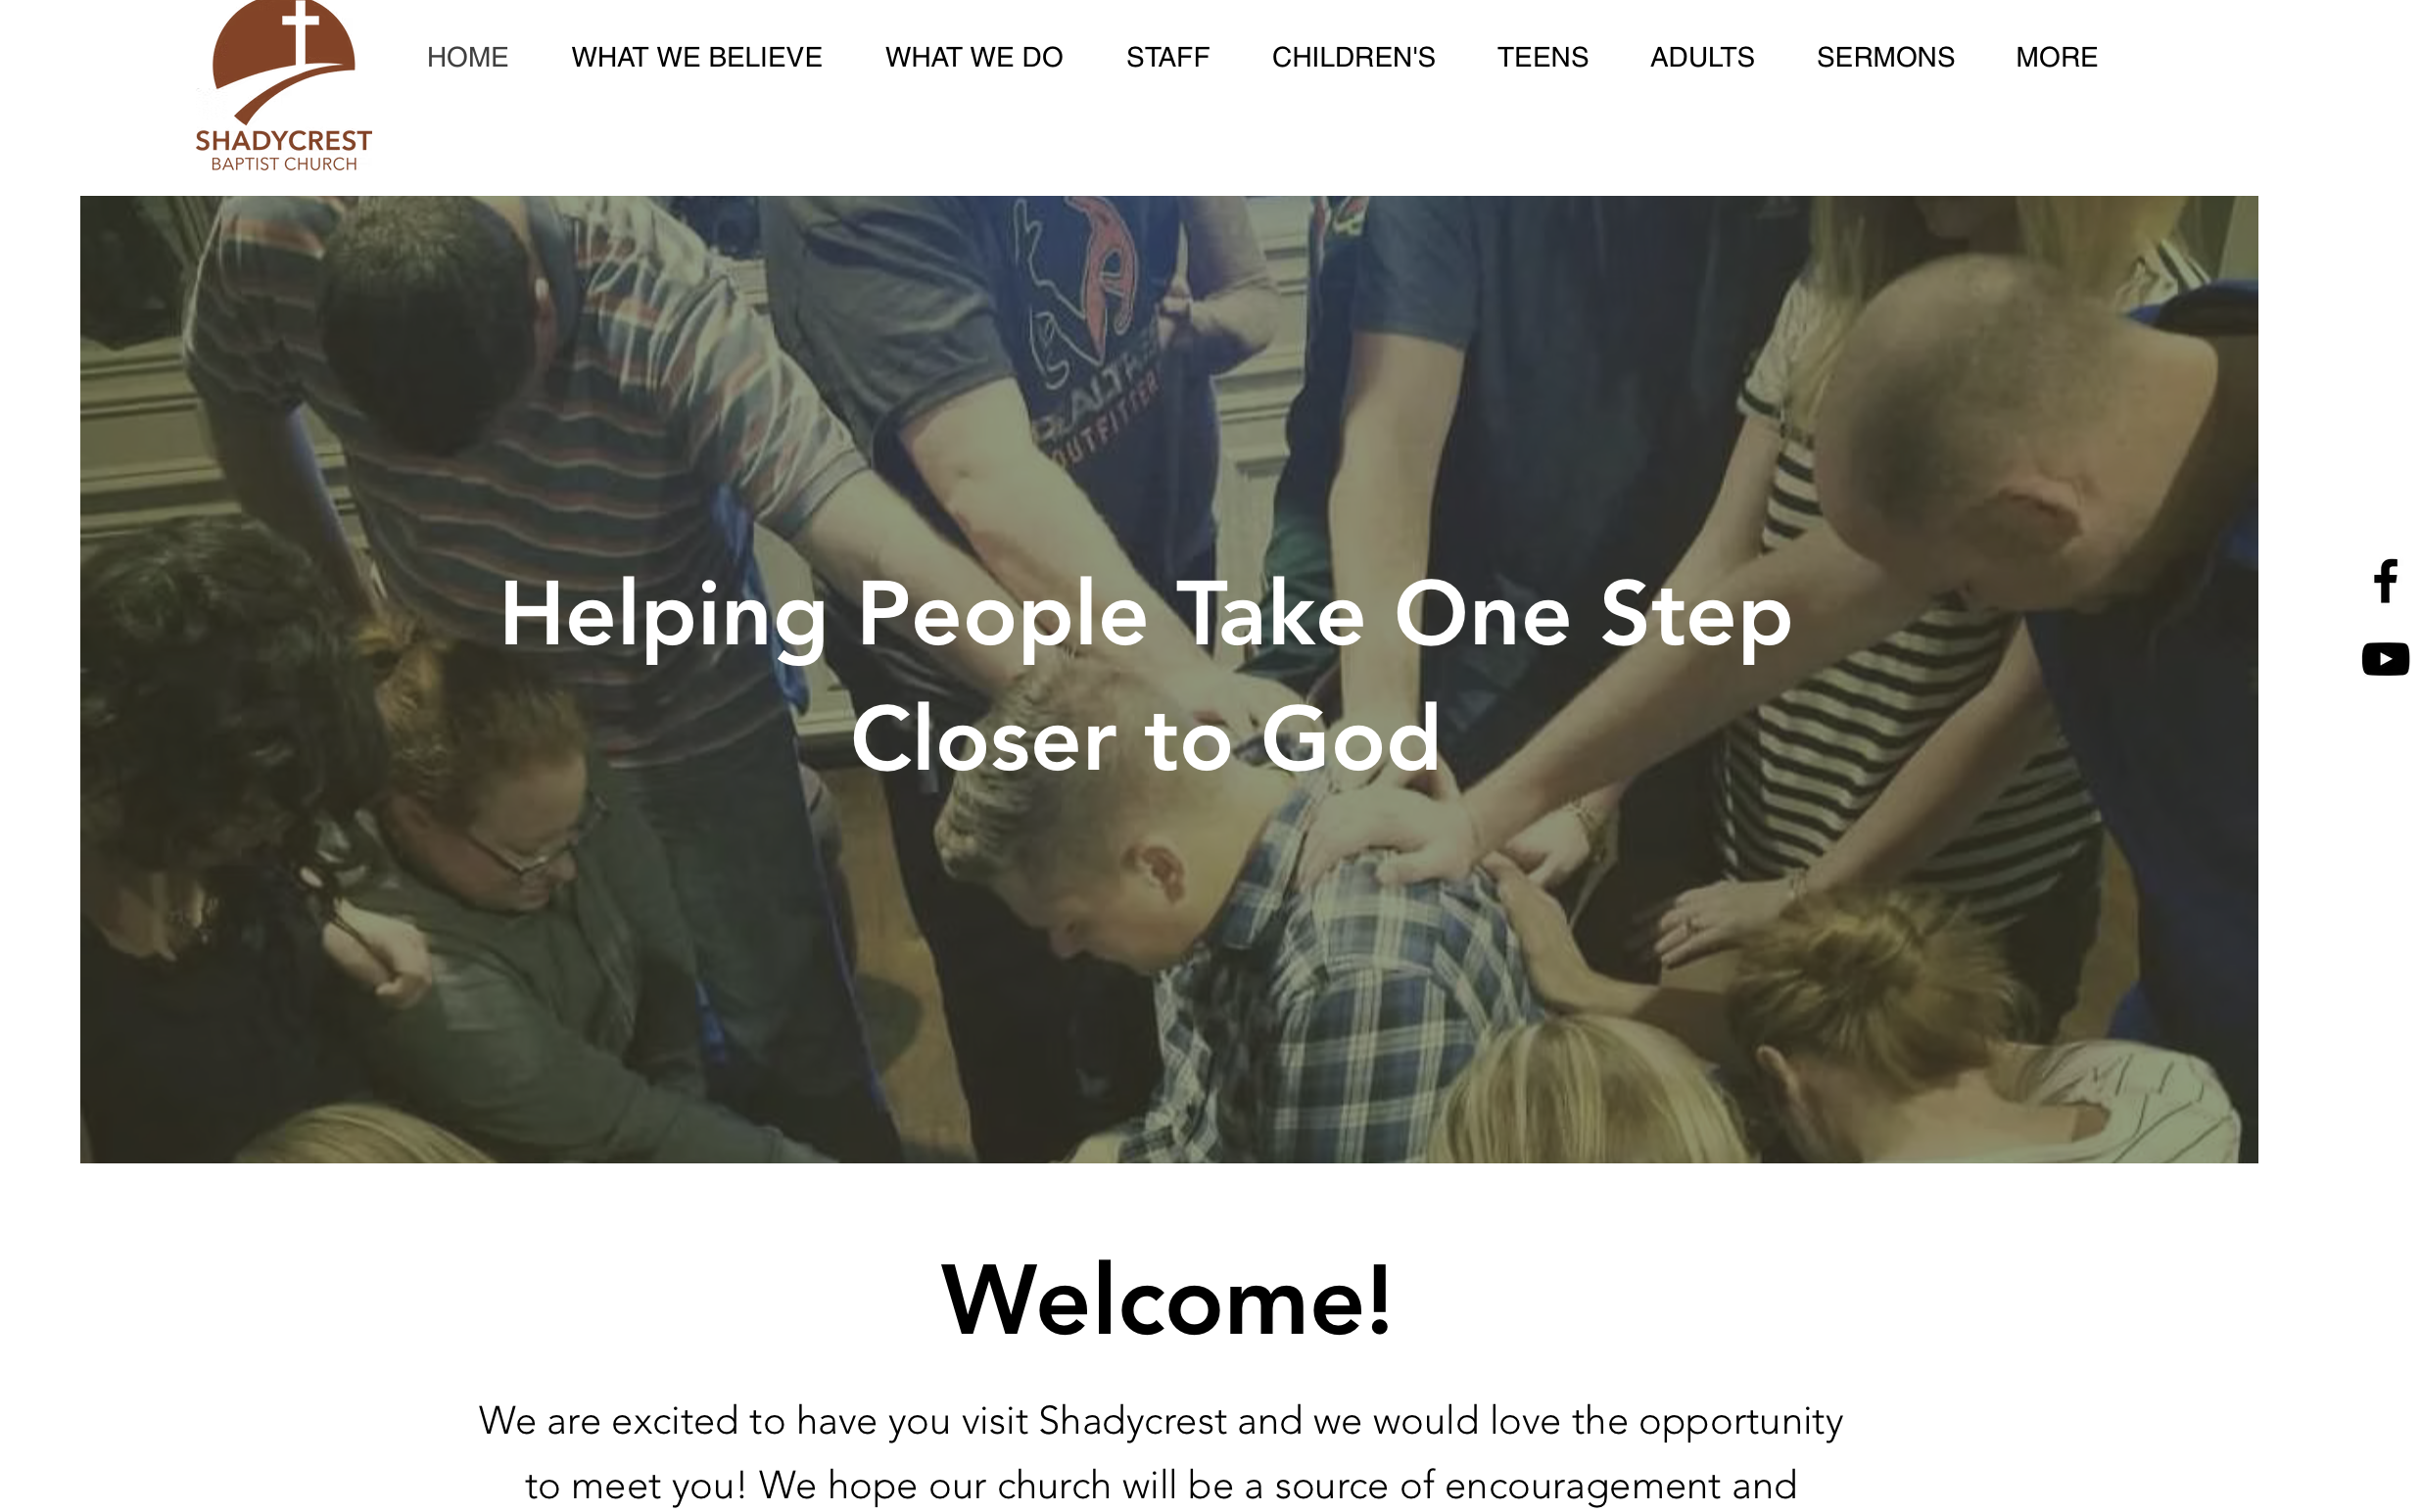 SHADYCREST
BAPTIST CHURCH
HOME
WHAT WE BELIEVE
WHAT WE DO
STAFF
CHILDREN'S
TEENS
ADULTS
SERMONS
MORE
OUTFITTER
Helping People Take One Step
Closer to God
Welcome!
We are excited to have you visit Shadycrest and we would love the opportunity
to meet you! We hope our church will be a source of encouragement and